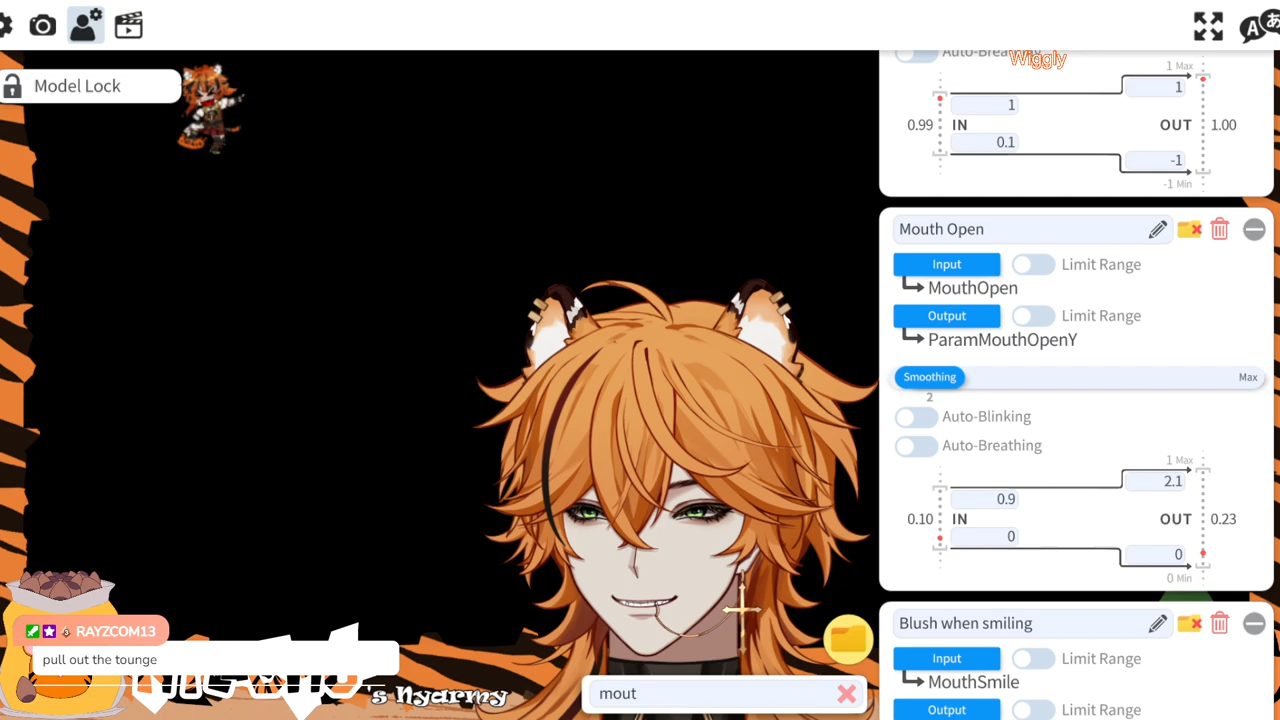 Model Lock
Auto-Breathing
Wiggly
1 Max
1
1
0.99 IN OUT 1.00
0.1
-1
-1 Min
Mouth Open
Input Limit Range
MouthOpen
Output Limit Range
ParamMouthOpenY
Smoothing Max
2
Auto-Blinking
Auto-Breathing
1 Max
2.1
0.9
0.10 IN OUT 0.23
0
0
0 Min
Blush when smiling
Input Limit Range
MouthSmile
Output Limit Range
RAYZCOM13
pull out the tounge
s Nyarmy
mout